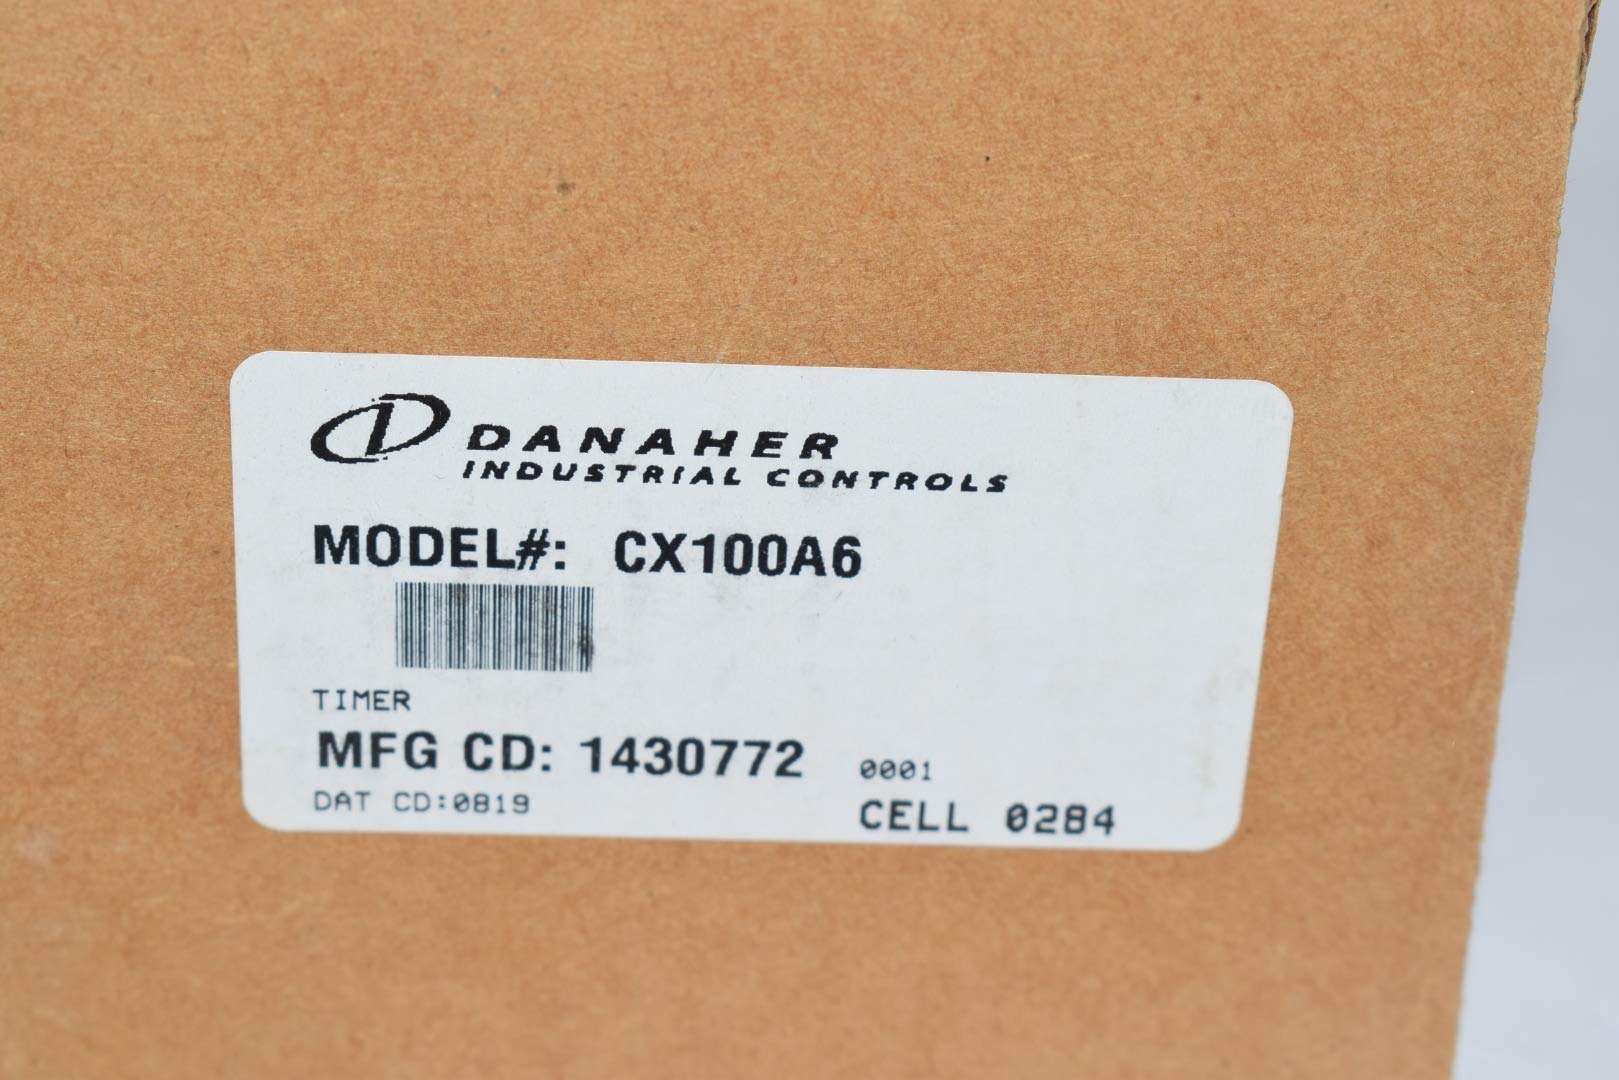 DANAHER
INDUSTRIAL CONTROLS
MODEL#: CX100A6
TIMER
MFG CD: 1430772 0001
DAT CD:0819
CELL 0284